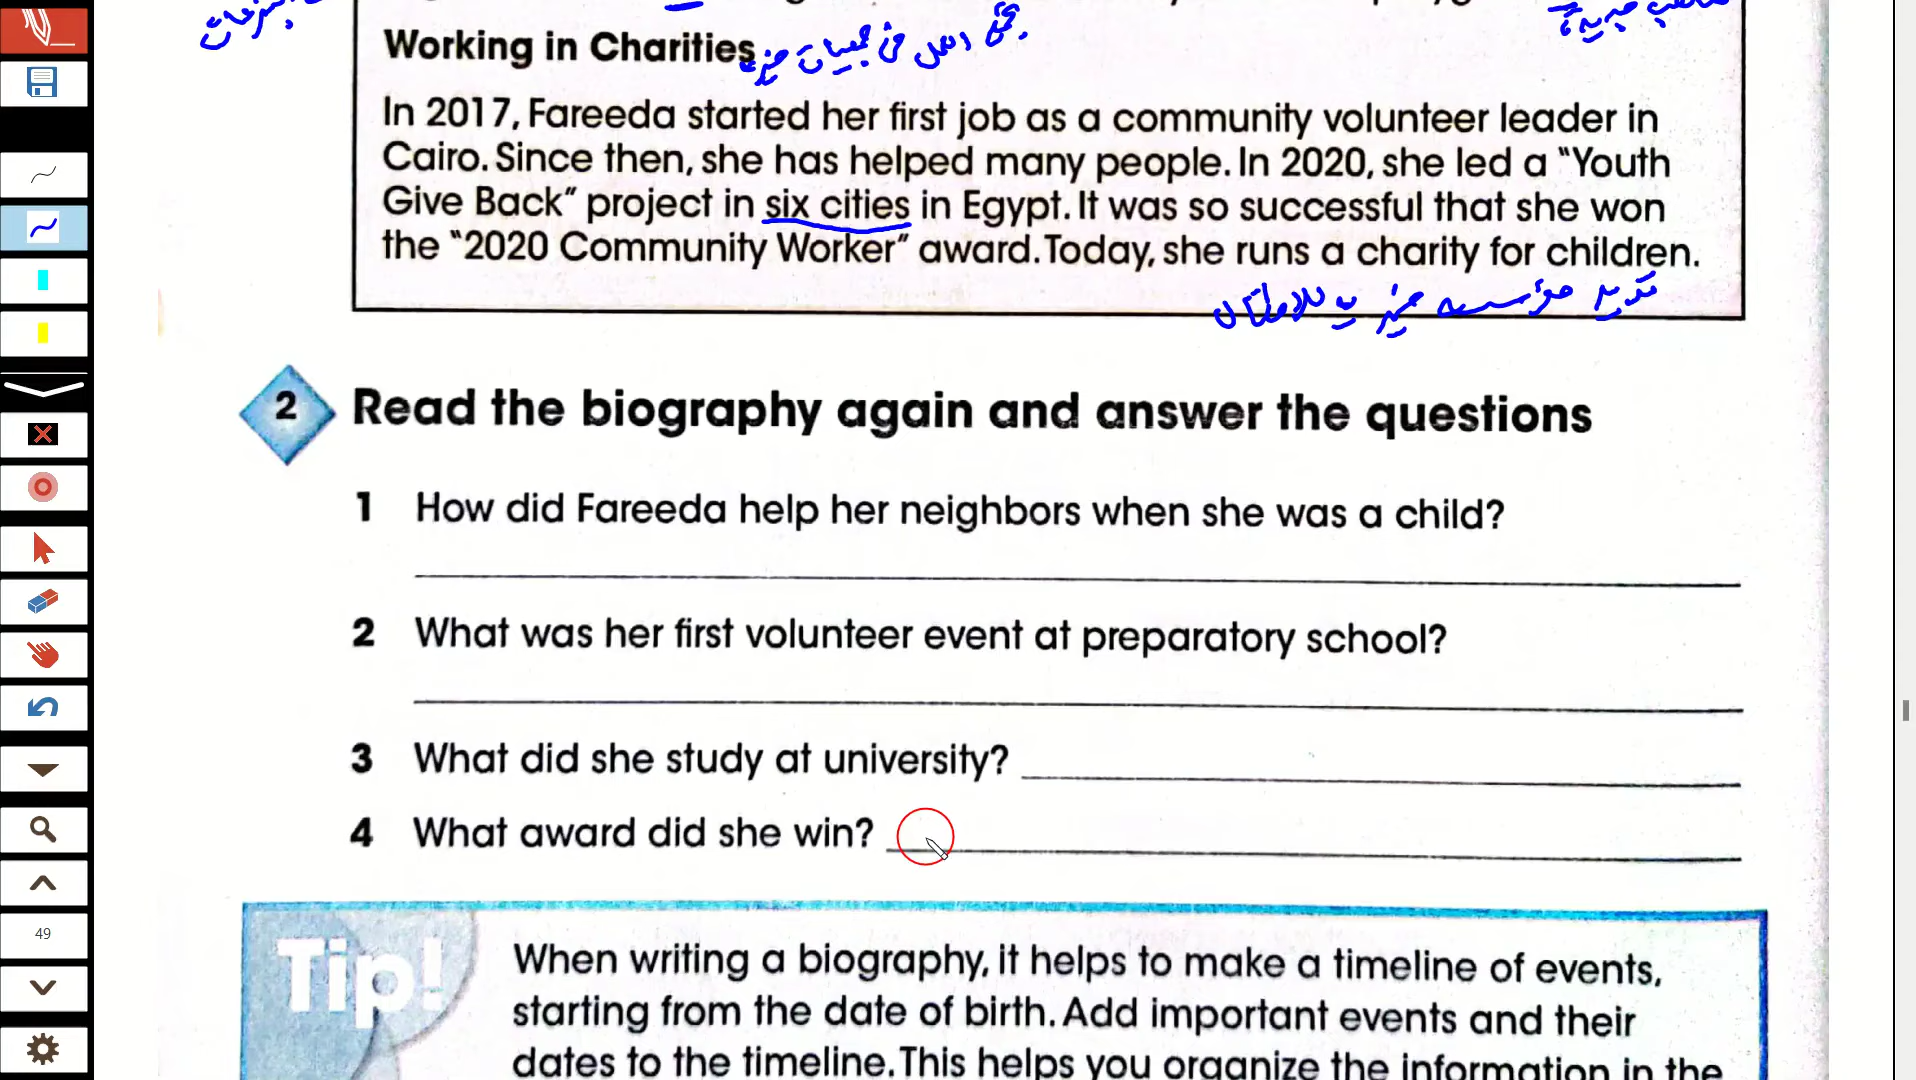 Working in Charities
In 2017, Fareeda started her first job as a community volunteer leader in
Cairo. Since then, she has helped many people. In 2020, she led a “Youth
Give Back” project in six cities in Egypt. It was so successful that she won
the “2020 Community Worker” award. Today, she runs a charity for children.
تدير مؤسسه خيريه للاطفال
2 Read the biography again and answer the questions
1 How did Fareeda help her neighbors when she was a child?
2 What was her first volunteer event at preparatory school?
3 What did she study at university?
4 What award did she win?
Tip!
When writing a biography, it helps to make a timeline of events,
starting from the date of birth. Add important events and their
dates to the timeline. This helps you organize the information in the
49